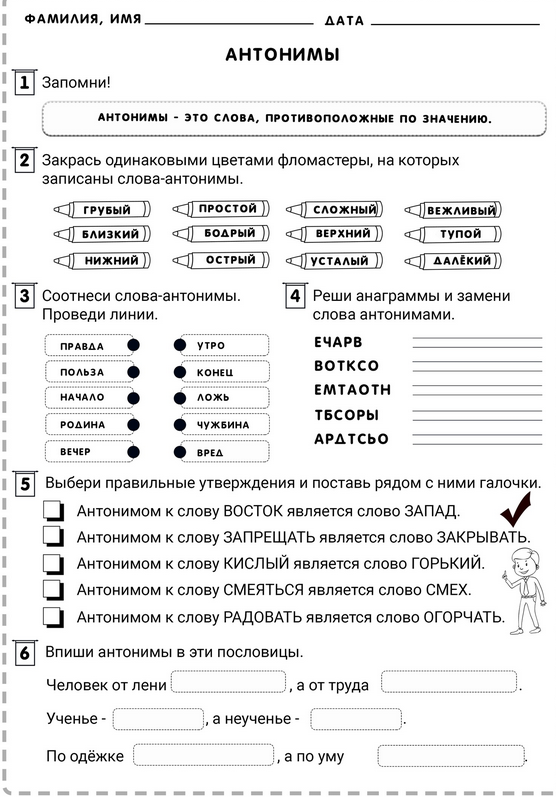 ФАМИЛИЯ, ИМЯ ДАТА
АНТОНИМЫ
1 Запомни!
АНТОНИМЫ - ЭТО СЛОВА, ПРОТИВОПОЛОЖНЫЕ ПО ЗНАЧЕНИЮ.
2 Закрась одинаковыми цветами фломастеры, на которых
записаны слова-антонимы.
ГРУБЫЙ ПРОСТОЙ СЛОЖНЫЙ ВЕЖЛИВЫЙ
БЛИЗКИЙ БОДРЫЙ ВЕРХНИЙ ТУПОЙ
НИЖНИЙ ОСТРЫЙ УСТАЛЫЙ ДАЛЁКИЙ
3 Соотнеси слова-антонимы.
Проведи линии.
ПРАВДА УТРО
ПОЛЬЗА КОНЕЦ
НАЧАЛО ЛОЖЬ
РОДИНА ЧУЖБИНА
ВЕЧЕР ВРЕД
4 Реши анаграммы и замени
слова антонимами.
ЕЧАРВ
ВОТКСО
ЕМТАОТН
ТБСОРЫ
АРДТСЬО
5 Выбери правильные утверждения и поставь рядом с ними галочки.
Антонимом к слову ВОСТОК является слово ЗАПАД.
Антонимом к слову ЗАПРЕЩАТЬ является слово ЗАКРЫВАТЬ.
Антонимом к слову КИСЛЫЙ является слово ГОРЬКИЙ.
Антонимом к слову СМЕЯТЬСЯ является слово СМЕХ.
Антонимом к слову РАДОВАТЬ является слово ОГОРЧАТЬ.
6 Впиши антонимы в эти пословицы.
Человек от лени , а от труда .
Ученье - , а неученье - .
По одёжке , а по уму .